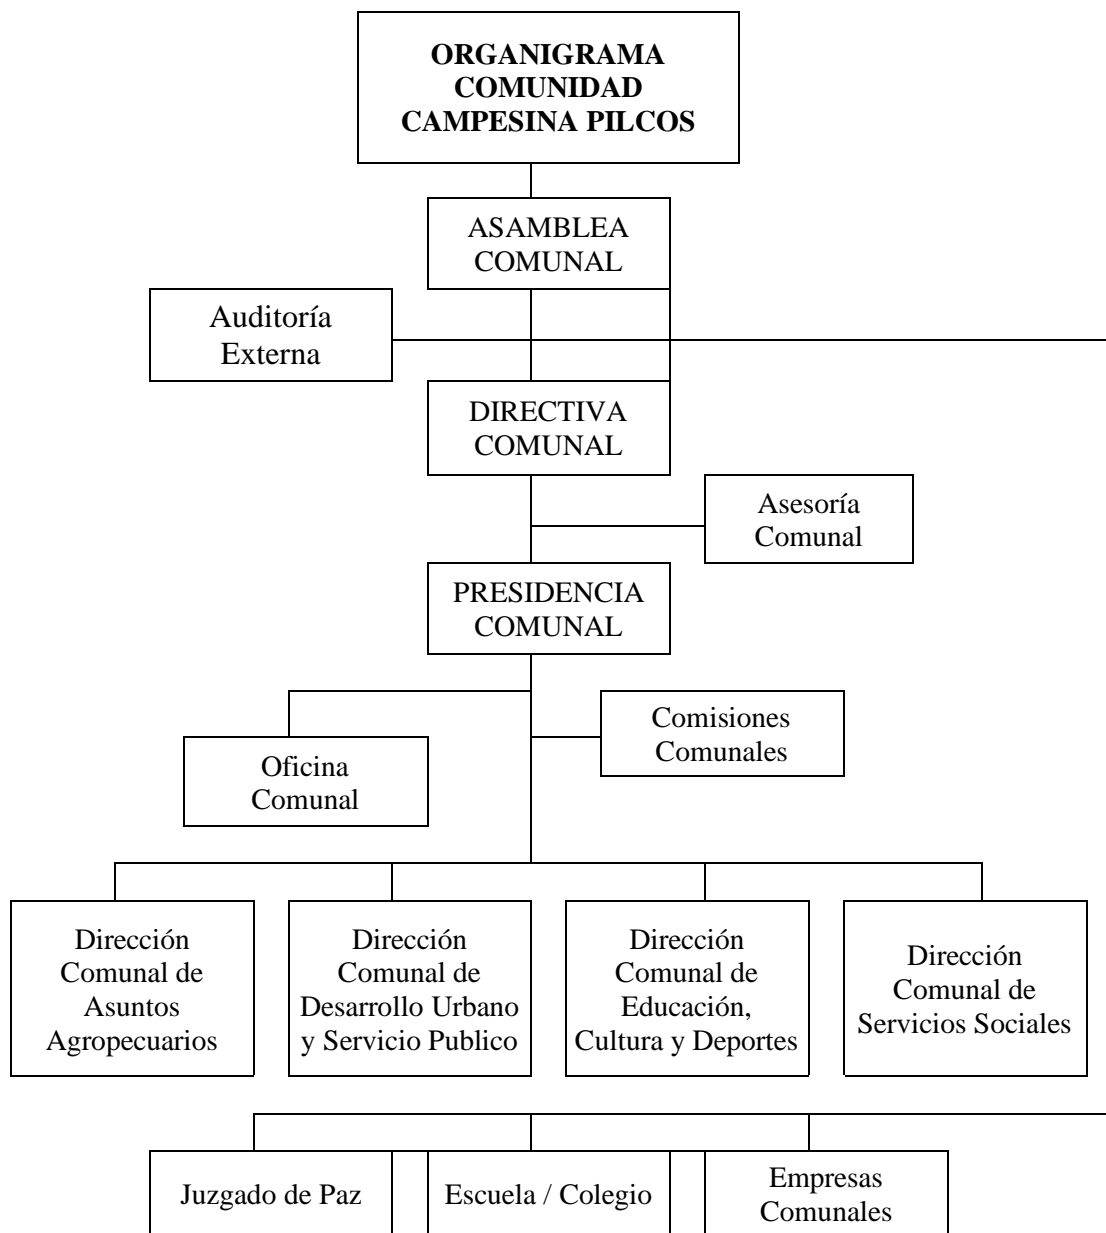 ORGANIGRAMA
COMUNIDAD
CAMPESINA PILCOS
ASAMBLEA
COMUNAL
Auditoría
Externa
DIRECTIVA
COMUNAL
Asesoría
Comunal
PRESIDENCIA
COMUNAL
Comisiones
Comunales
Oficina
Comunal
Dirección
Comunal de
Asuntos
Agropecuarios
Dirección
Comunal de
Desarrollo Urbano
y Servicio Publico
Dirección
Comunal de
Educación,
Cultura y Deportes
Dirección
Comunal de
Servicios Sociales
Juzgado de Paz
Escuela / Colegio
Empresas
Comunales